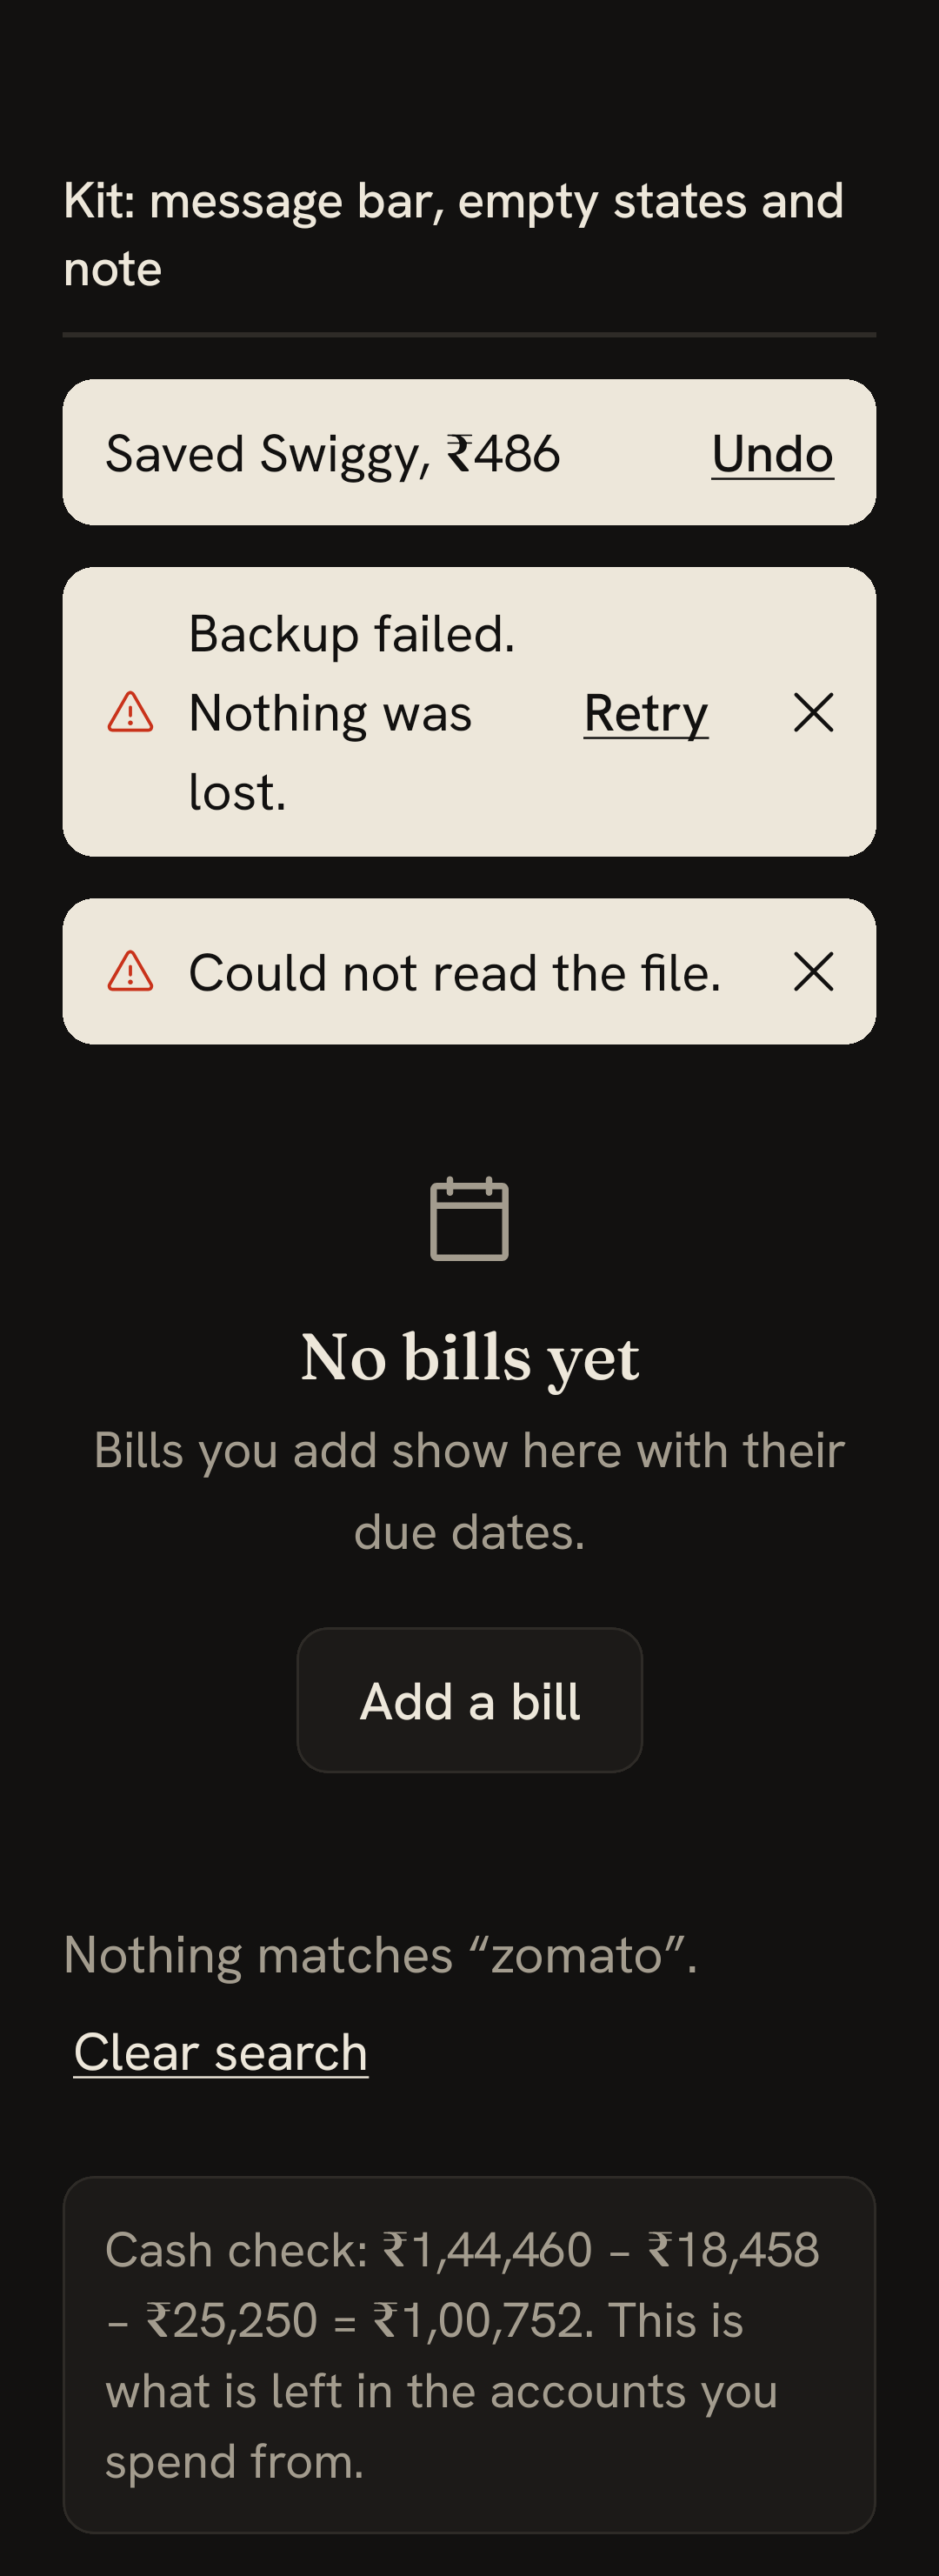 Kit: message bar, empty states and
note
Saved Swiggy, ₹486 Undo
Backup failed.
Nothing was Retry
lost.
Could not read the file.
No bills yet
Bills you add show here with their
due dates.
Add a bill
Nothing matches “zomato”.
Clear search
Cash check: ₹1,44,460 − ₹18,458
− ₹25,250 = ₹1,00,752. This is
what is left in the accounts you
spend from.